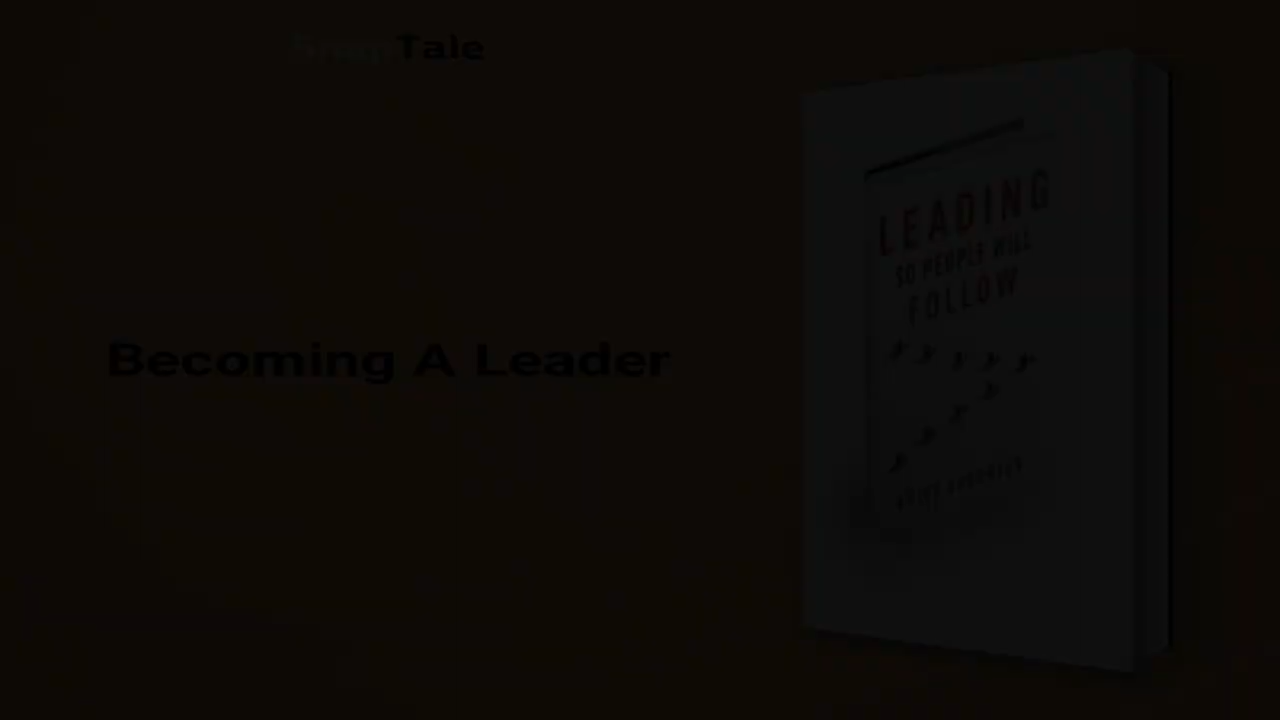 Tale
Becoming A Leader
LEADING
SO PEOPLE WILL
FOLLOW